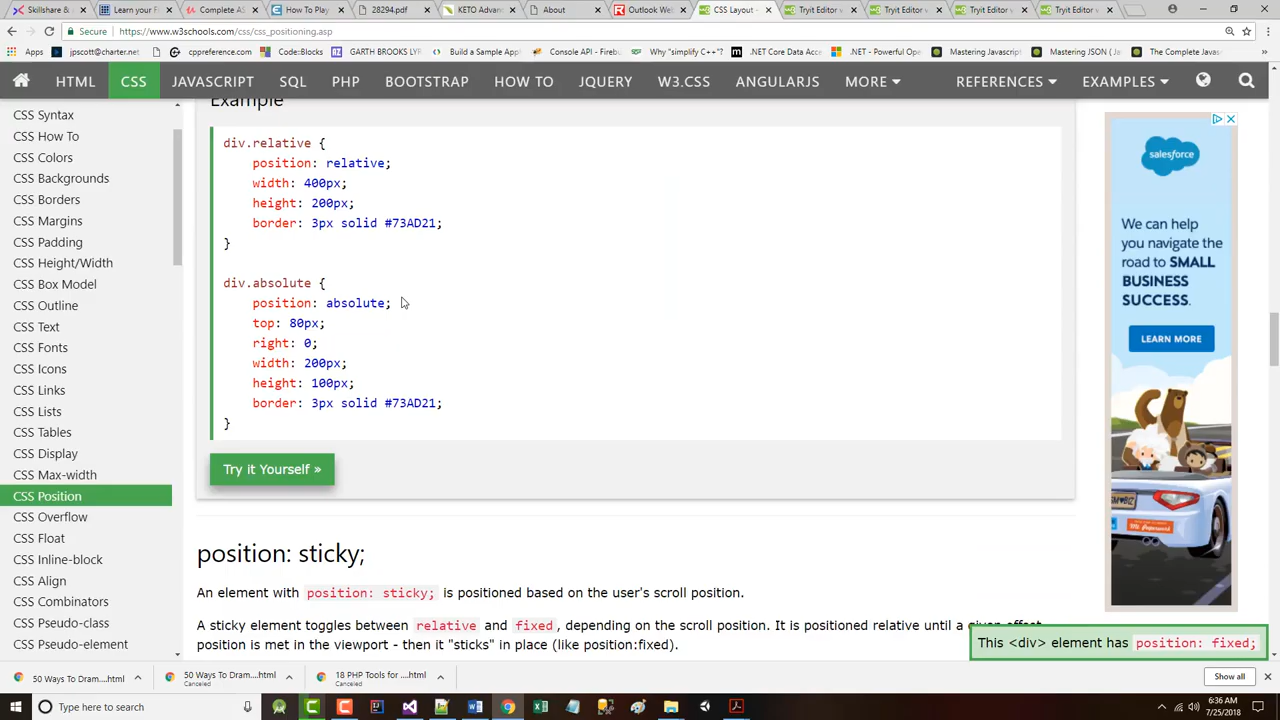 Skillshare &
Learn your F
Complete AS
How To Play
28294.pdf
KETO Advan
About
Outlook Web
CSS Layout -
Tryit Editor v
Tryit Editor v
Tryit Editor v
Tryit Editor v
Secure
https://www.w3schools.com/css/css_positioning.asp
Apps
jpscott@charter.net
cppreference.com
Code::Blocks
GARTH BROOKS LYR
Build a Sample App
Console API - Firebu
Why "simplify C++"?
.NET Core Data Acce
.NET - Powerful Ope
Mastering Javascript
Mastering JSON (
The Complete Javasc
HTML
CSS
JAVASCRIPT
SQL
PHP
BOOTSTRAP
HOW TO
JQUERY
W3.CSS
ANGULARJS
MORE
REFERENCES
EXAMPLES
CSS Syntax
CSS How To
CSS Colors
CSS Backgrounds
CSS Borders
CSS Margins
CSS Padding
CSS Height/Width
CSS Box Model
CSS Outline
CSS Text
CSS Fonts
CSS Icons
CSS Links
CSS Lists
CSS Tables
CSS Display
CSS Max-width
CSS Position
CSS Overflow
CSS Float
CSS Inline-block
CSS Align
CSS Combinators
CSS Pseudo-class
CSS Pseudo-element
Example
div.relative {
position: relative;
width: 400px;
height: 200px;
border: 3px solid #73AD21;
}
div.absolute {
position: absolute;
top: 80px;
right: 0;
width: 200px;
height: 100px;
border: 3px solid #73AD21;
}
Try it Yourself »
position: sticky;
An element with position: sticky; is positioned based on the user's scroll position.
A sticky element toggles between relative and fixed, depending on the scroll position. It is positioned relative until a given offset
position is met in the viewport - then it "sticks" in place (like position:fixed).
This <div> element has position: fixed;
salesforce
We can help
you navigate the
road to SMALL
BUSINESS
SUCCESS.
LEARN MORE
50 Ways To Dram....html
50 Ways To Dram....html
Canceled
18 PHP Tools for ....html
Canceled
Show all
Type here to search
6:36 AM
7/25/2018